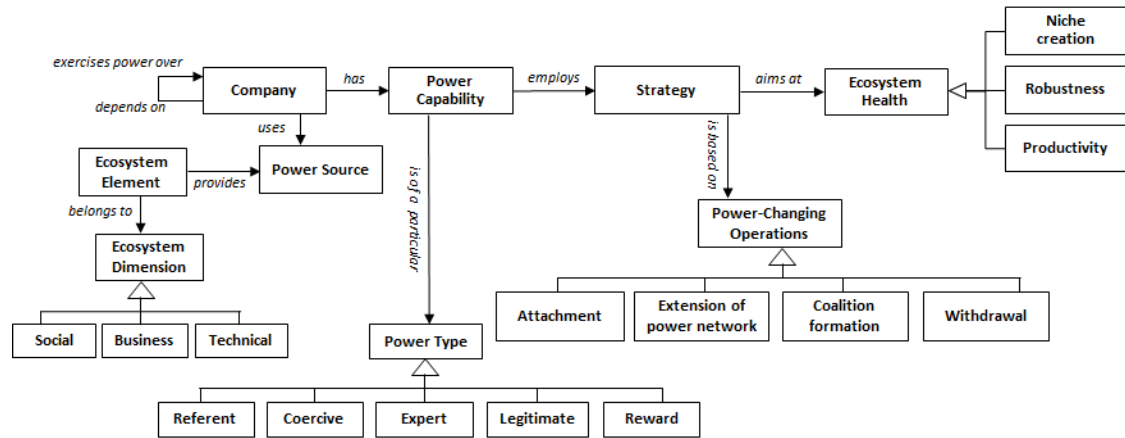 Niche
creation
exercises power over
Company
has
Power
Capability
employs
Strategy
aims at
Ecosystem
Health
Robustness
depends on
uses
is based on
Ecosystem
Element
provides
Power Source
Productivity
belongs to
is of a particular
Power-Changing
Operations
Ecosystem
Dimension
Attachment
Extension of
power network
Coalition
formation
Withdrawal
Social
Business
Technical
Power Type
Referent
Coercive
Expert
Legitimate
Reward